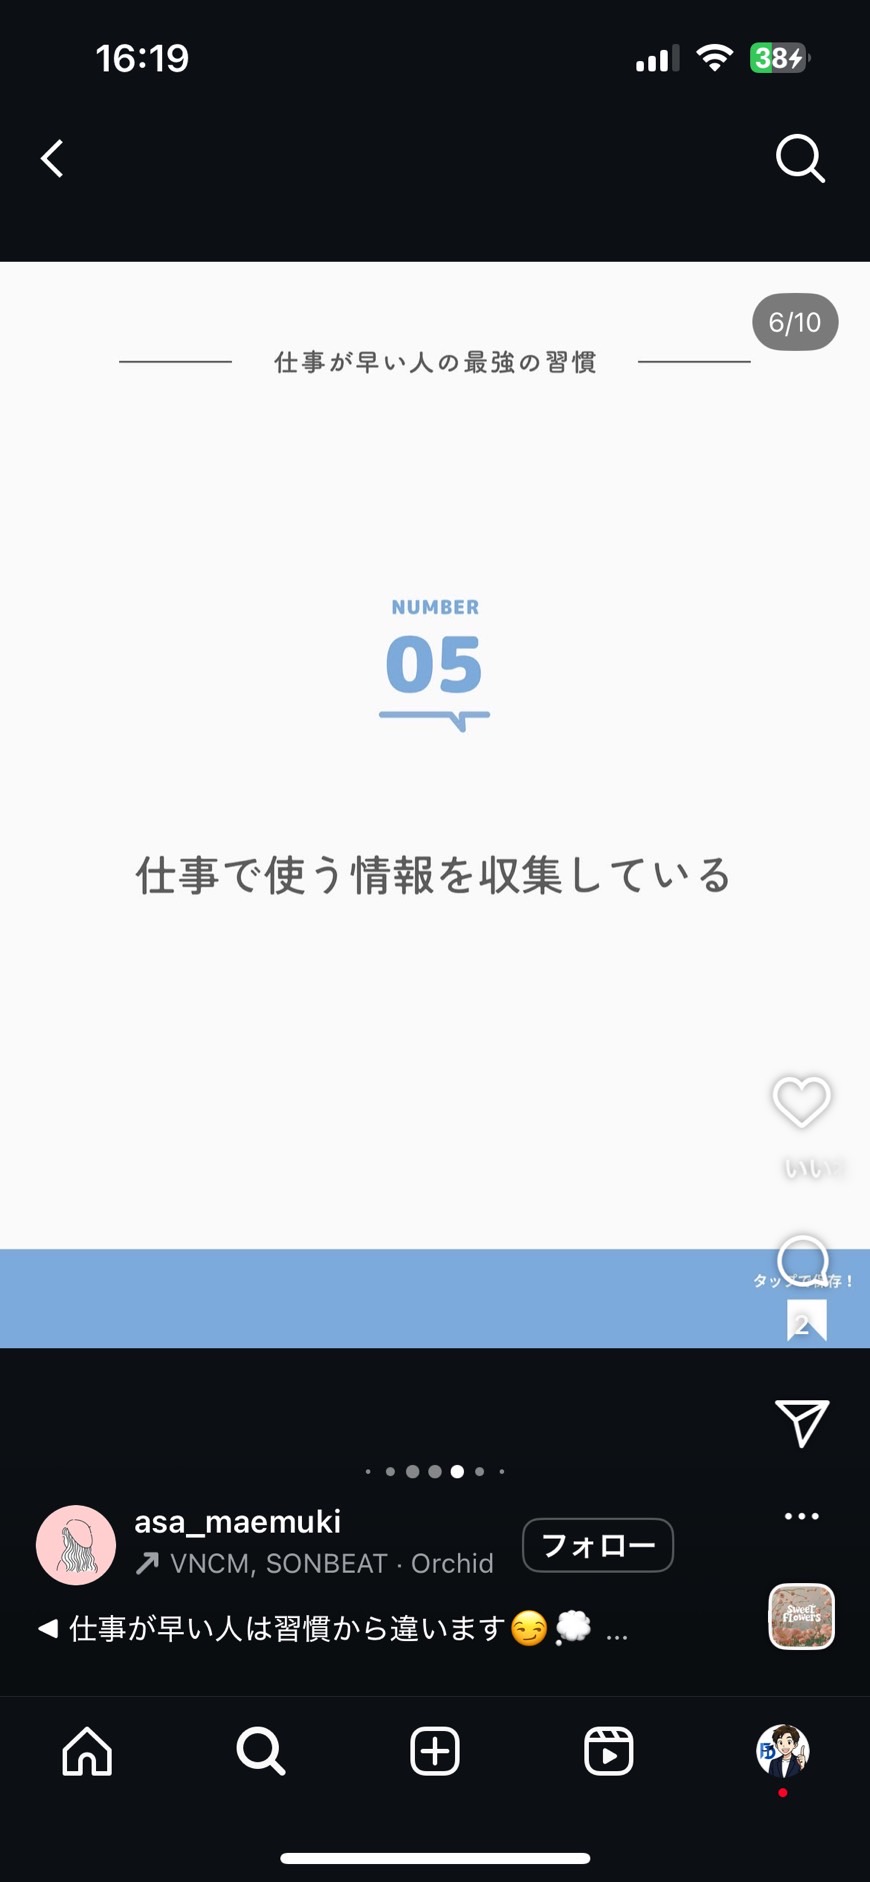 16:19
38
6/10
仕事が早い人の最強の習慣
NUMBER
05
仕事で使う情報を収集している
いい
タップで保存！
2
asa_maemuki
VNCM, SONBEAT · Orchid
フォロー
仕事が早い人は習慣から違います😏💭 ...
SWEET
FLOWERS